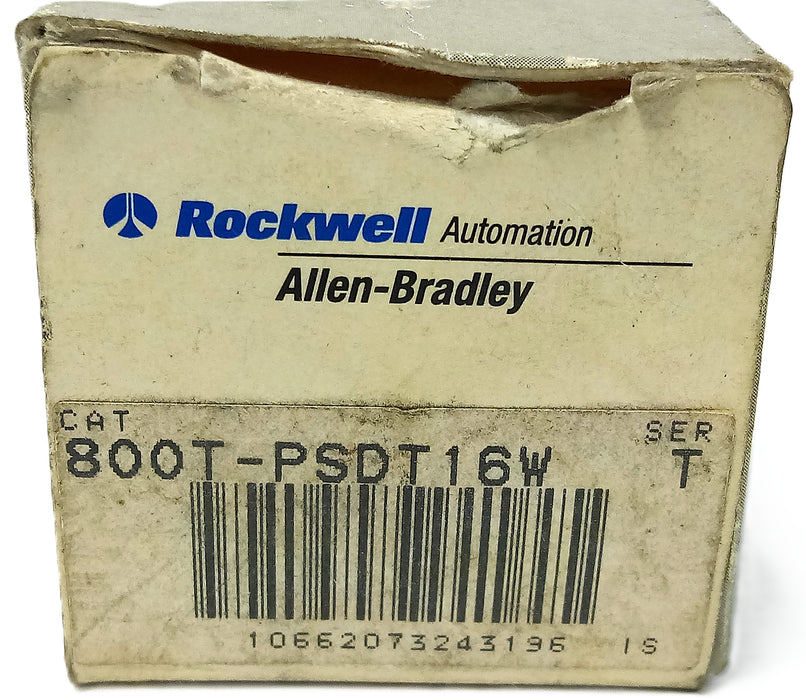 Rockwell Automation
Allen-Bradley
CAT
SER
800T-PSDT16W
T
10662073243196 IS